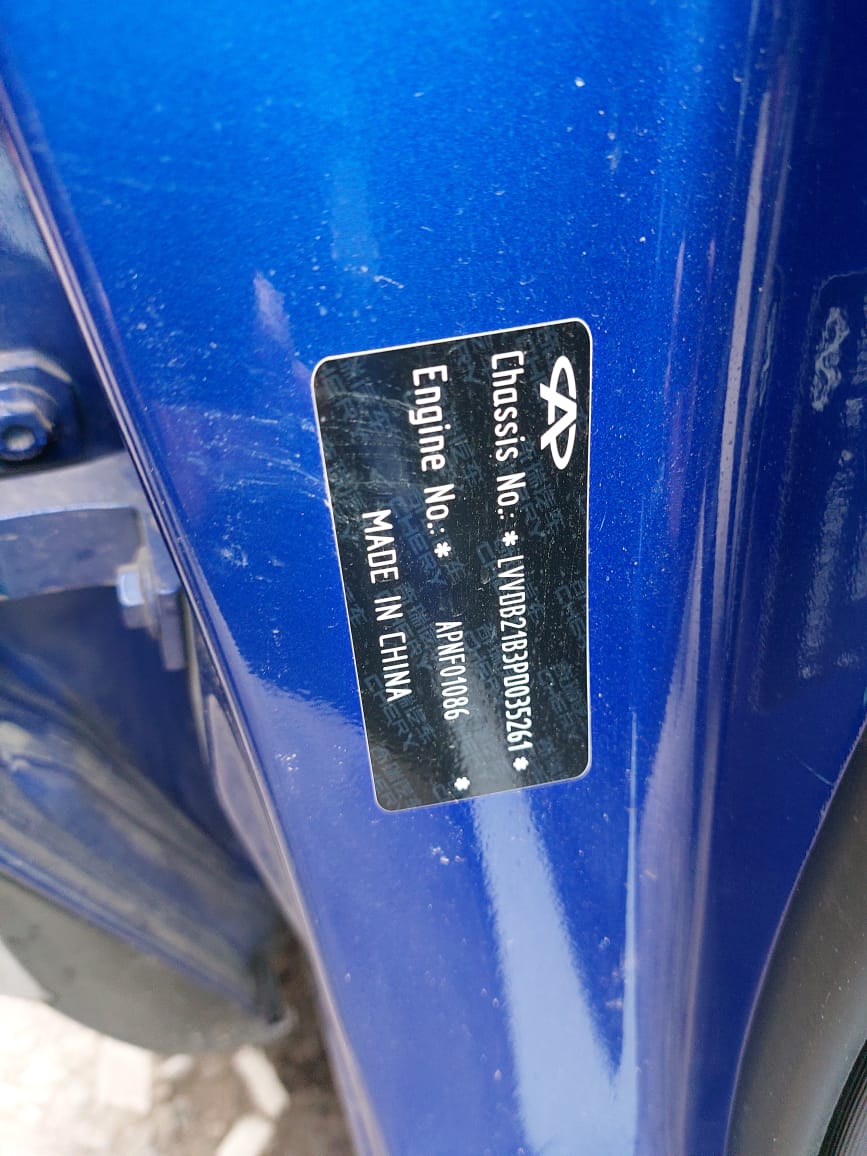 Chassis No.: *LVVDB21B3PD035261*
Engine No.:* APNF01086 *
MADE IN CHINA